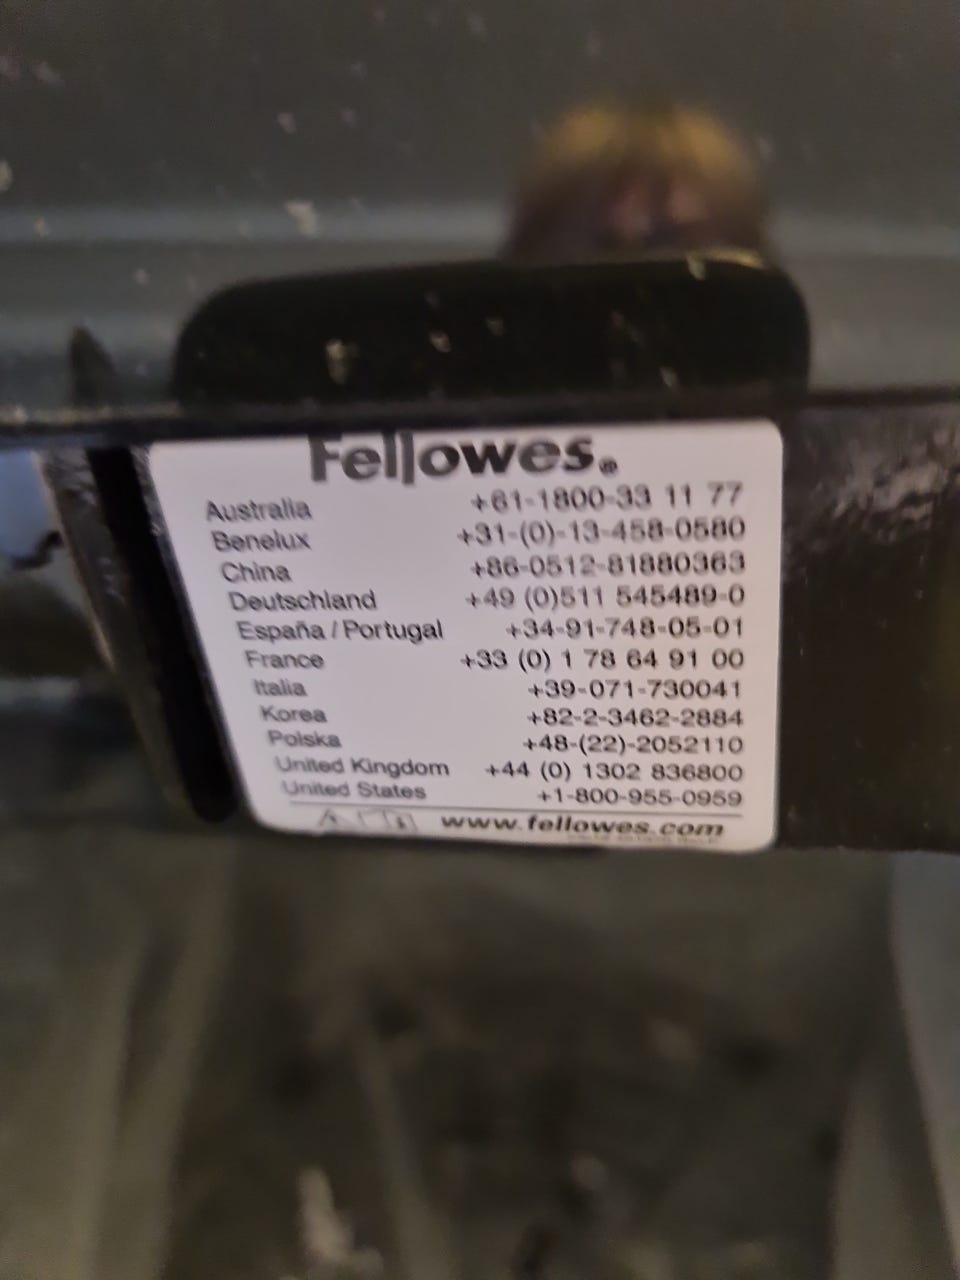 Fellowes®
Australia +61-1800-33 11 77
Benelux +31-(0)-13-458-0580
China +86-0512-81880363
Deutschland +49 (0)511 545489-0
España / Portugal +34-91-748-05-01
France +33 (0) 1 78 64 91 00
Italia +39-071-730041
Korea +82-2-3462-2884
Polska +48-(22)-2052110
United Kingdom +44 (0) 1302 836800
United States +1-800-955-0959
www.fellowes.com